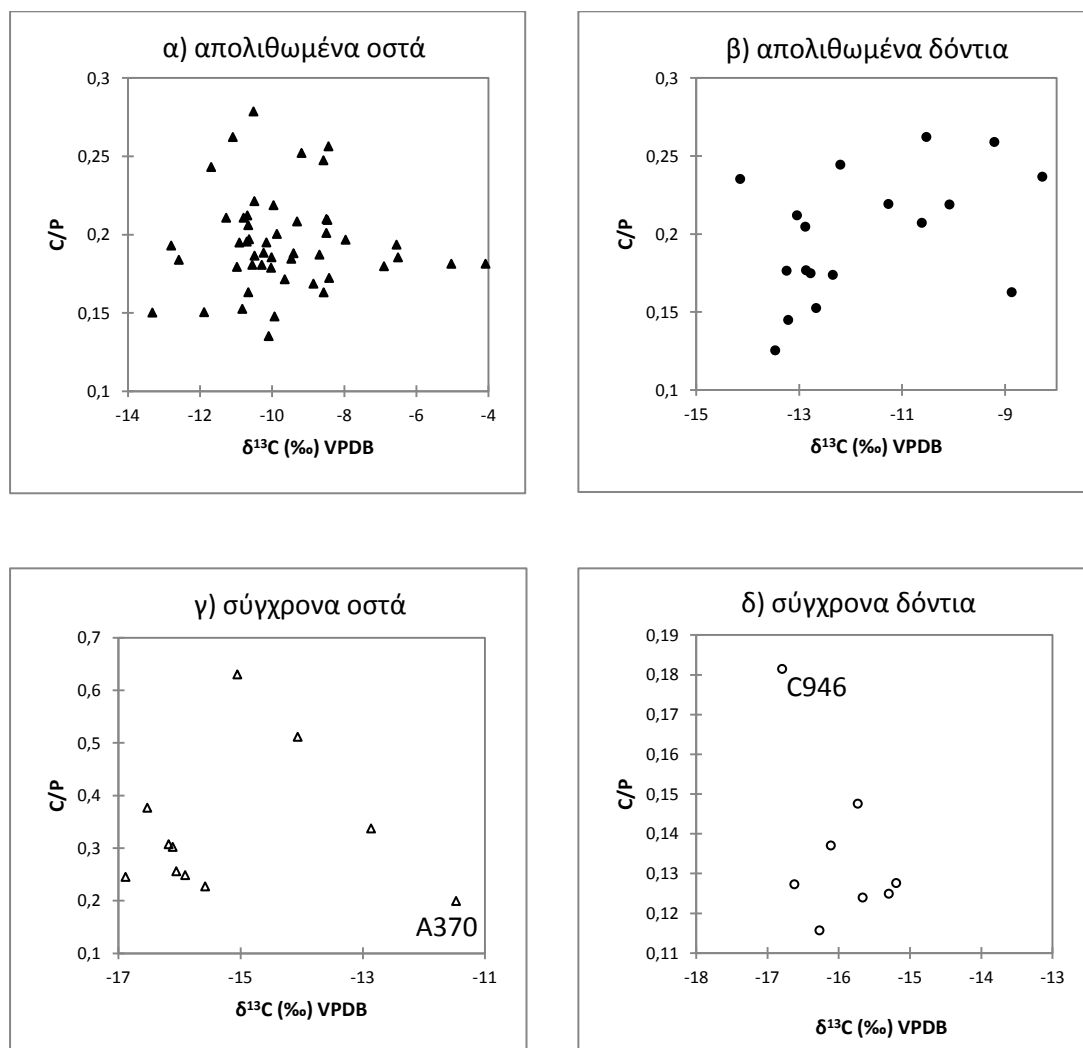 α) απολιθωμένα οστά
0,3
0,25
0,2
0,15
0,1
C/P
-14 -12 -10 -8 -6 -4
δ¹³C (‰) VPDB
β) απολιθωμένα δόντια
0,3
0,25
0,2
0,15
0,1
C/P
-15 -13 -11 -9
δ¹³C (‰) VPDB
γ) σύγχρονα οστά
0,7
0,6
0,5
0,4
0,3
0,2
0,1
C/P
A370
-17 -15 -13 -11
δ¹³C (‰) VPDB
δ) σύγχρονα δόντια
0,19
0,18
0,17
0,16
0,15
0,14
0,13
0,12
0,11
C/P
C946
-18 -17 -16 -15 -14 -13
δ¹³C (‰) VPDB